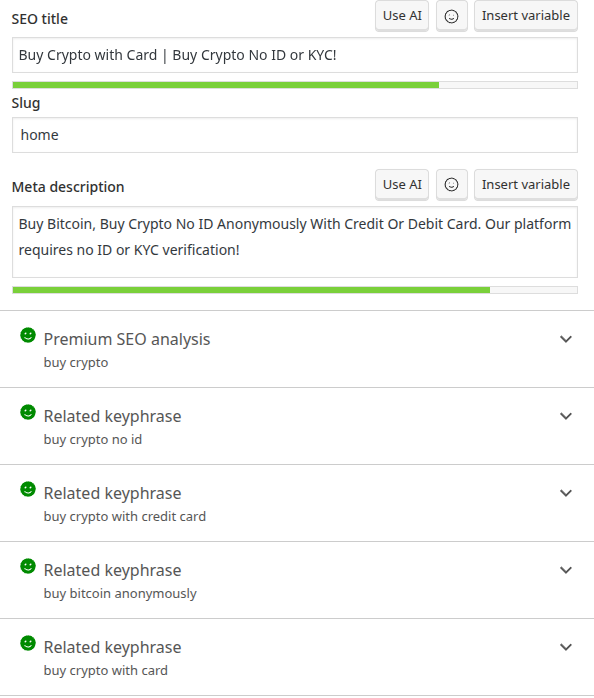 SEO title
Use AI
Insert variable
Buy Crypto with Card | Buy Crypto No ID or KYC!
Slug
home
Meta description
Use AI
Insert variable
Buy Bitcoin, Buy Crypto No ID Anonymously With Credit Or Debit Card. Our platform
requires no ID or KYC verification!
Premium SEO analysis
buy crypto
Related keyphrase
buy crypto no id
Related keyphrase
buy crypto with credit card
Related keyphrase
buy bitcoin anonymously
Related keyphrase
buy crypto with card